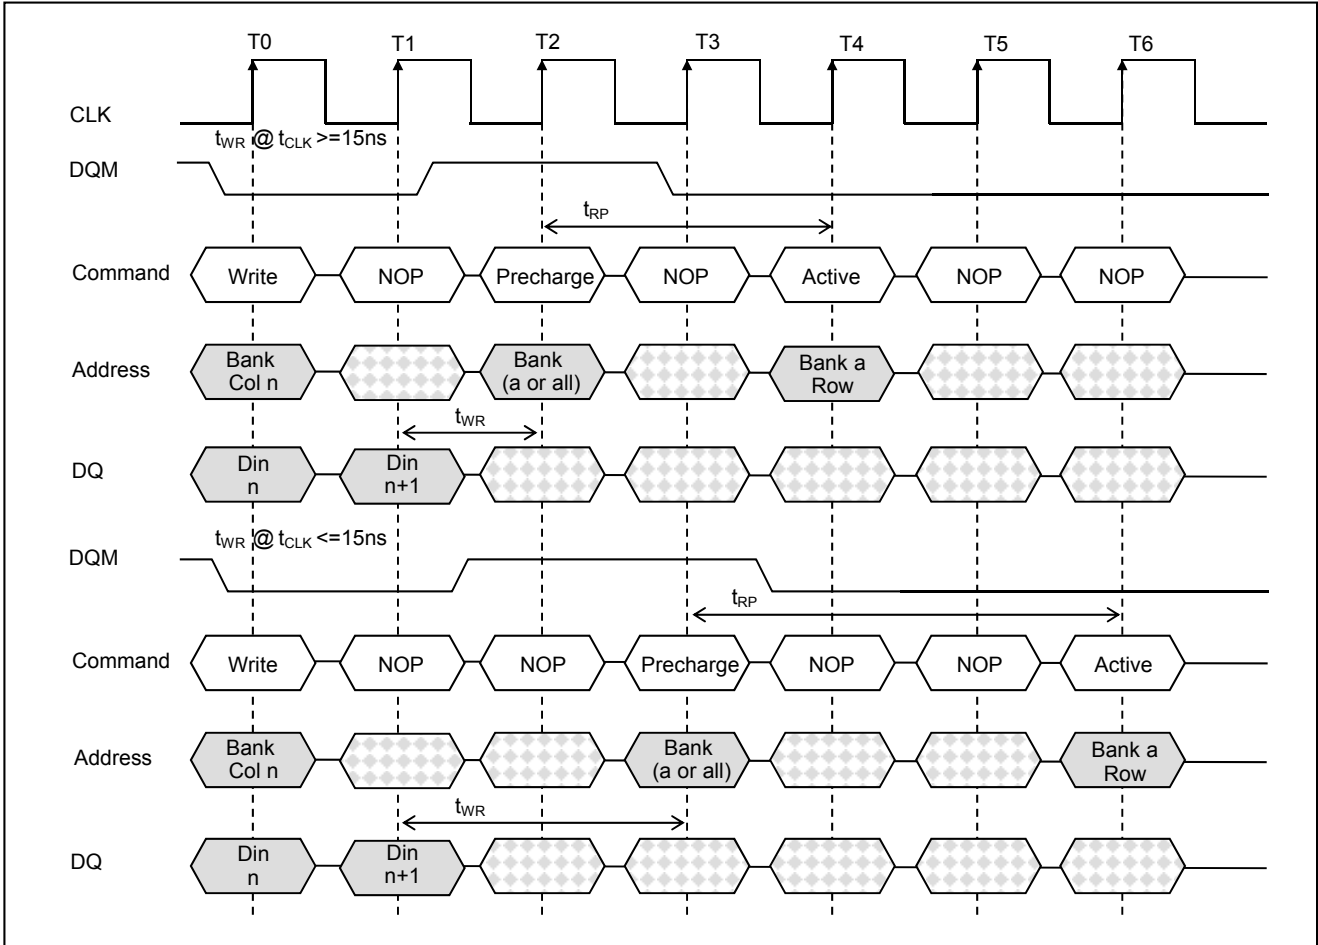 T0 T1 T2 T3 T4 T5 T6
CLK
tWR @ tCLK >=15ns
DQM
tRP
Command Write NOP Precharge NOP Active NOP NOP
Address Bank Col n Bank (a or all) Bank a Row
tWR
DQ Din n Din n+1
tWR @ tCLK <=15ns
DQM
tRP
Command Write NOP NOP Precharge NOP NOP Active
Address Bank Col n Bank (a or all) Bank a Row
tWR
DQ Din n Din n+1